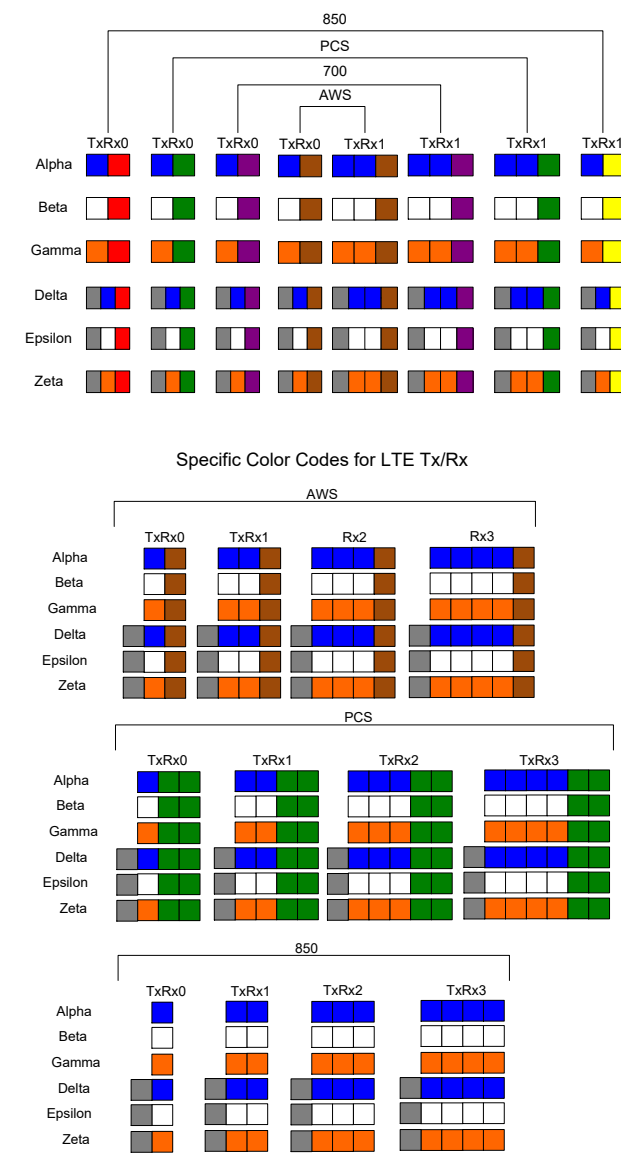 850
PCS
700
AWS
TxRx0 TxRx0 TxRx0 TxRx0 TxRx1 TxRx1 TxRx1 TxRx1
Alpha
Beta
Gamma
Delta
Epsilon
Zeta
Specific Color Codes for LTE Tx/Rx
AWS
TxRx0 TxRx1 Rx2 Rx3
Alpha
Beta
Gamma
Delta
Epsilon
Zeta
PCS
TxRx0 TxRx1 TxRx2 TxRx3
Alpha
Beta
Gamma
Delta
Epsilon
Zeta
850
TxRx0 TxRx1 TxRx2 TxRx3
Alpha
Beta
Gamma
Delta
Epsilon
Zeta